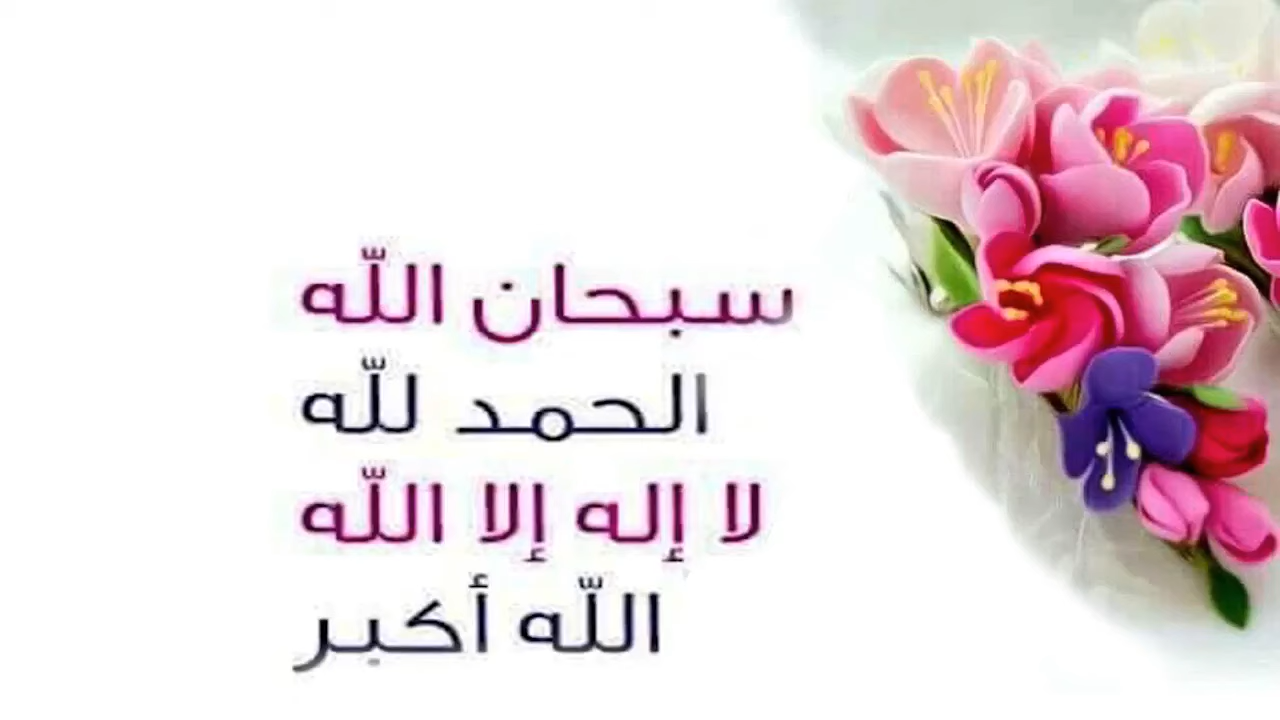 سبحان اللّه
الحمد للّه
لا إله إلا اللّه
اللّه أكبر